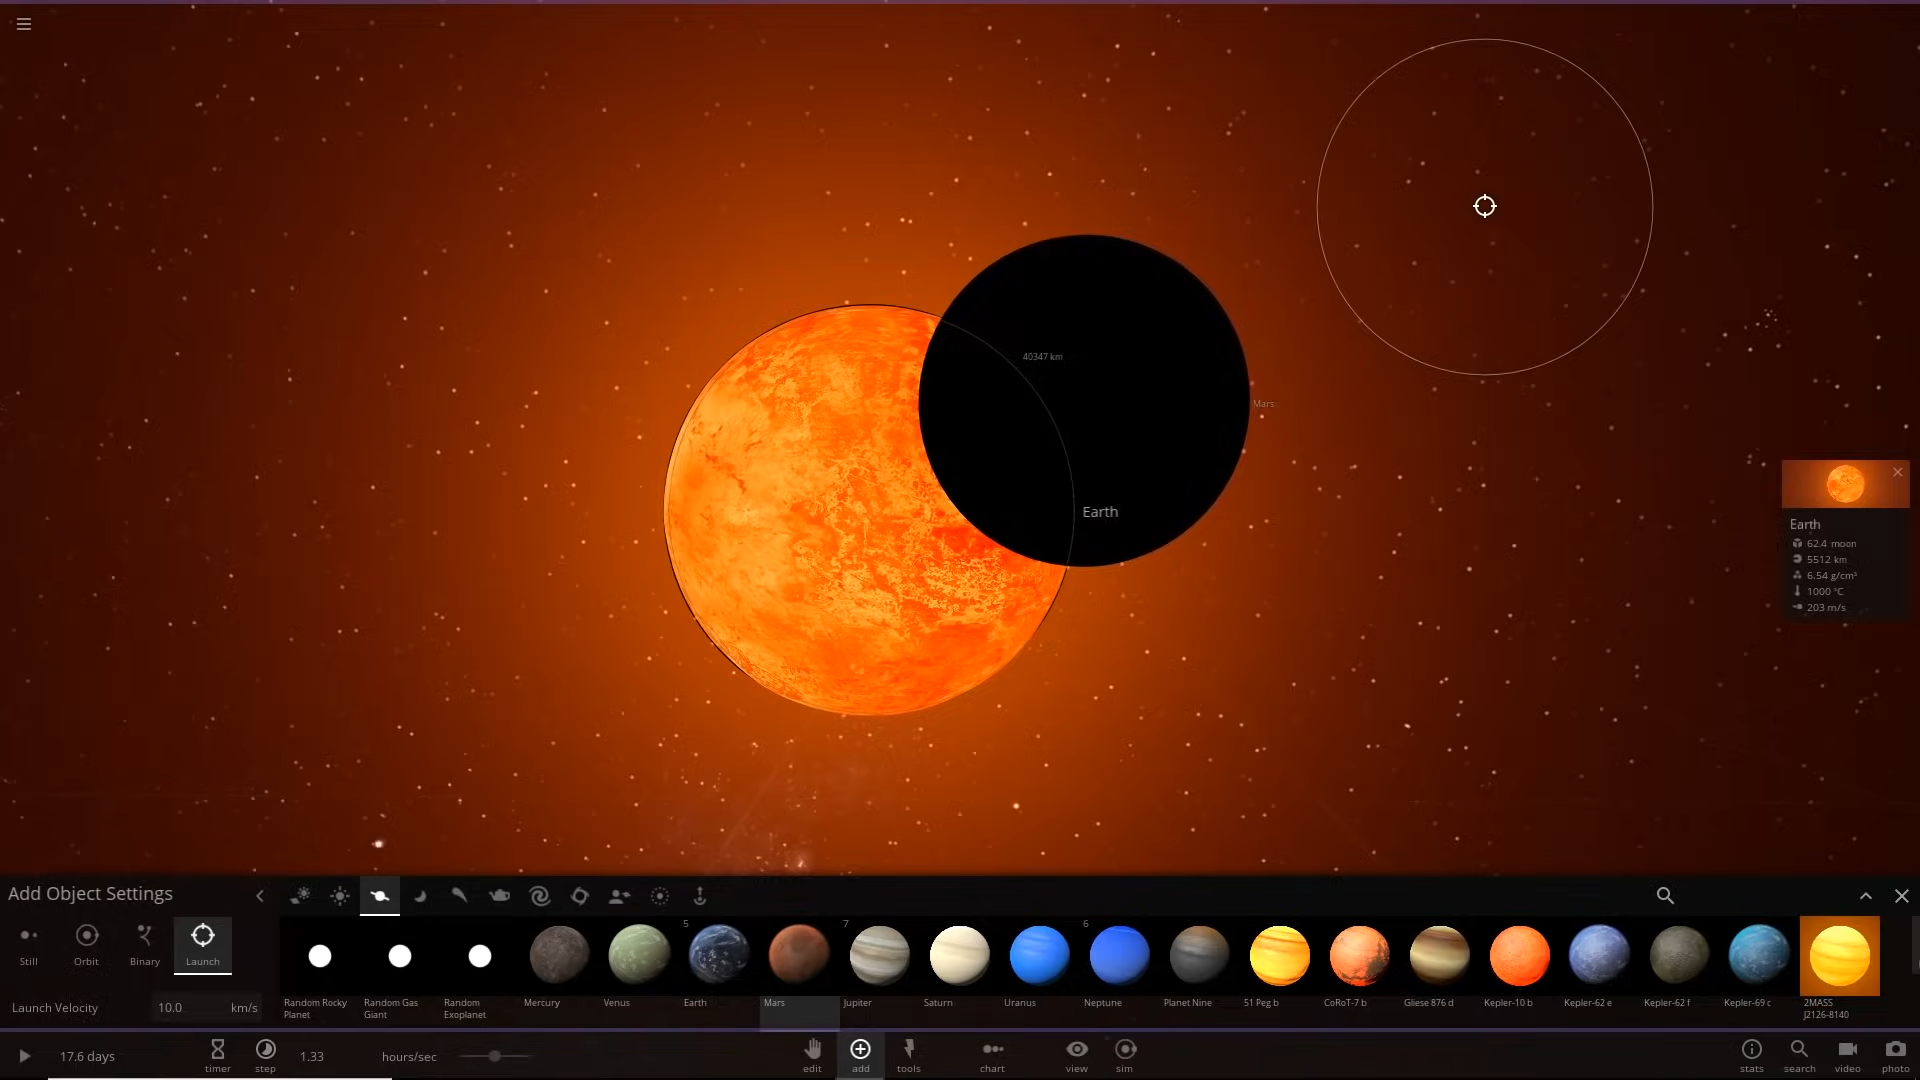 40347 km
Mars
Earth
Earth
62.4 moon
5512 km
6.54 g/cm³
1000 °C
203 m/s
Add Object Settings
Still
Orbit
Binary
Launch
Launch Velocity 10.0 km/s
5
7
6
Random Rocky Planet
Random Gas Giant
Random Exoplanet
Mercury
Venus
Earth
Mars
Jupiter
Saturn
Uranus
Neptune
Planet Nine
51 Peg b
CoRoT-7 b
Gliese 876 d
Kepler-10 b
Kepler-62 e
Kepler-62 f
Kepler-69 c
2MASS J2126-8140
17.6 days
timer
step
1.33 hours/sec
edit
add
tools
chart
view
sim
stats
search
video
photo